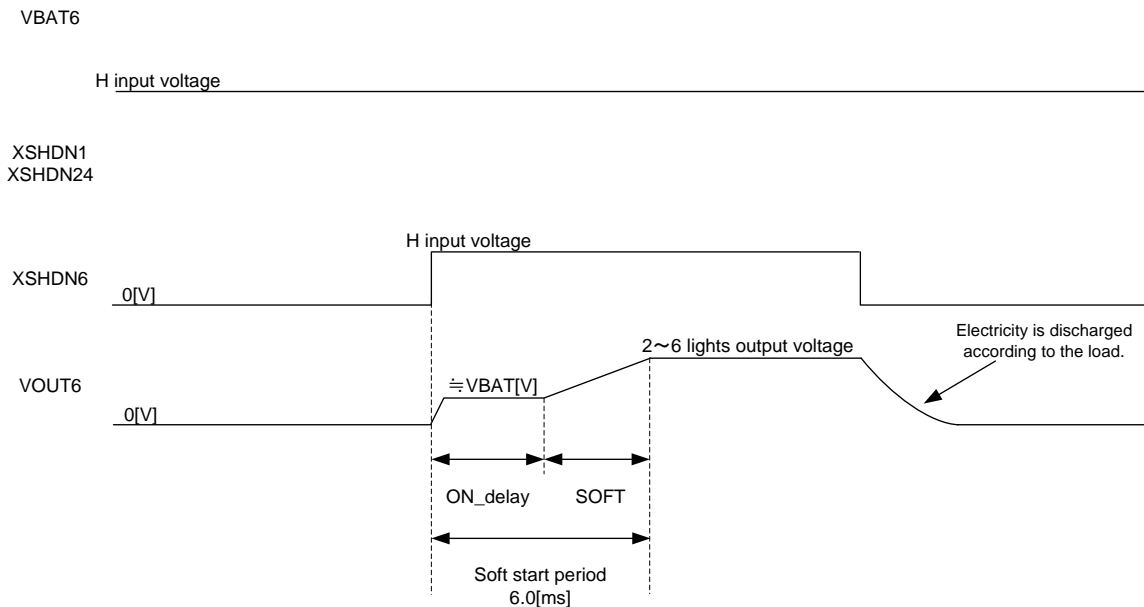 VBAT6
H input voltage
XSHDN1
XSHDN24
H input voltage
XSHDN6
0[V]
2～6 lights output voltage
Electricity is discharged
according to the load.
VOUT6
≒VBAT[V]
0[V]
ON_delay
SOFT
Soft start period
6.0[ms]